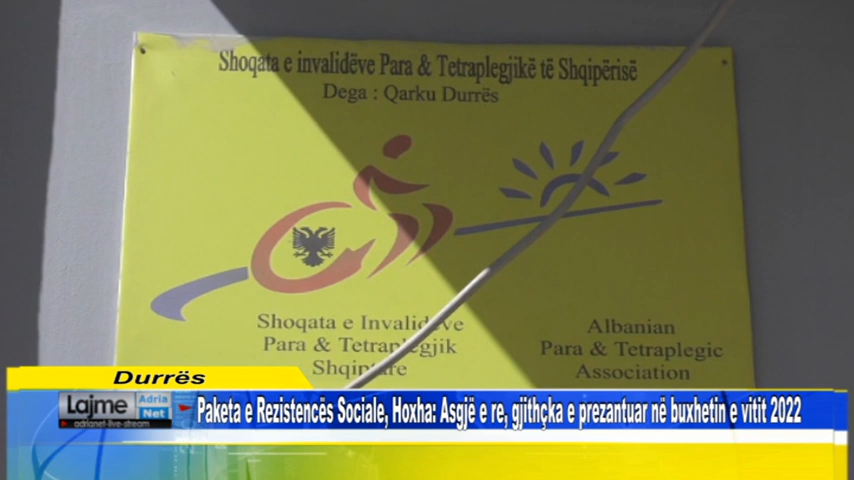 Shoqata e invalidëve Para & Tetraplegjikë të Shqipërisë
Dega : Qarku Durrës
Shoqata e Invalidëve
Para & Tetraplegjik
Shqiptare
Albanian
Para & Tetraplegic
Association
Durrës
Lajme
Adria
Net
adrianet-live-stream
Paketa e Rezistencës Sociale, Hoxha: Asgjë e re, gjithçka e prezantuar në buxhetin e vitit 2022